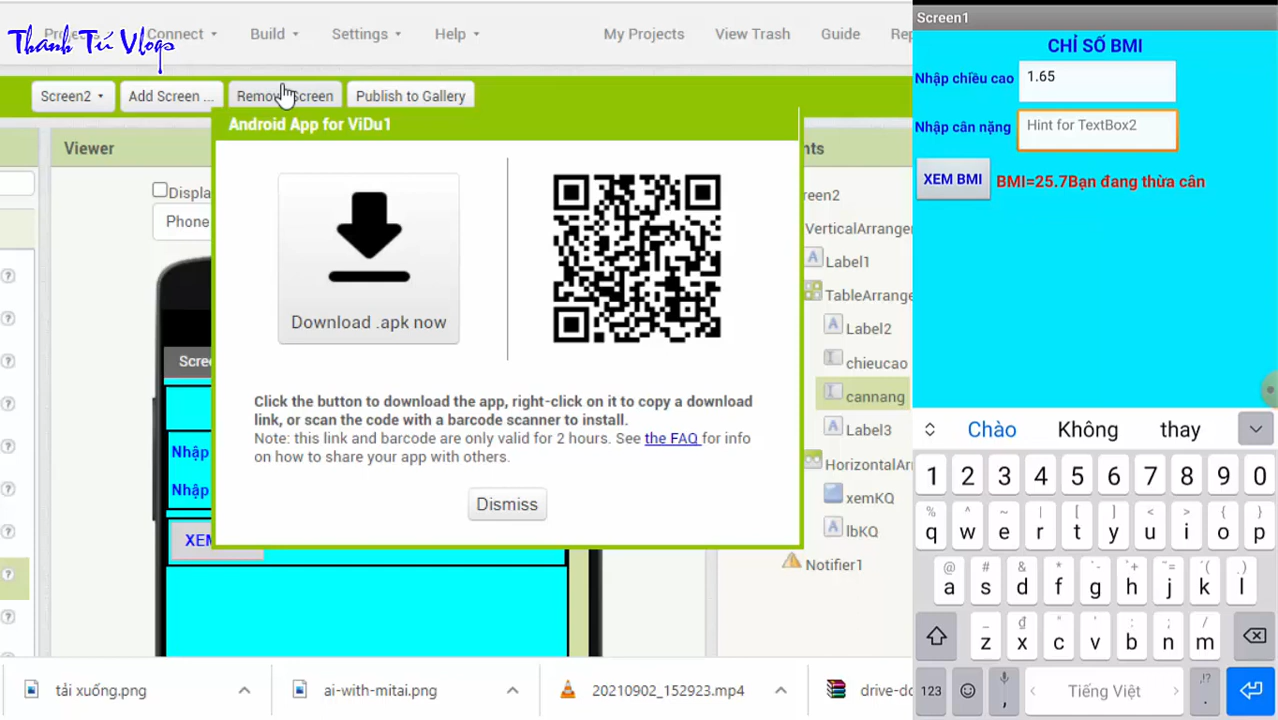 Thanh Tú Vlogs
Connect
Build
Settings
Help
My Projects
View Trash
Guide
Screen2
Add Screen ...
Remove Screen
Publish to Gallery
Viewer
Android App for ViDu1
Download .apk now
Click the button to download the app, right-click on it to copy a download
link, or scan the code with a barcode scanner to install.
Note: this link and barcode are only valid for 2 hours. See the FAQ for info
on how to share your app with others.
Dismiss
Phone
Nhập
Nhập
Label1
Label2
chieucao
cannang
Label3
xemKQ
lbKQ
Notifier1
Screen1
CHỈ SỐ BMI
Nhập chiều cao
1.65
Nhập cân nặng
Hint for TextBox2
XEM BMI
BMI=25.7Bạn đang thừa cân
Chào
Không
thay
1 2 3 4 5 6 7 8 9 0
% ^ ~ | [ ] < > { }
q w e r t y u i o p
@ # & * - + = ( )
a s d f g h j k l
_ đ " ' : ; /
z x c v b n m
123
,
Tiếng Việt
,!?
.
tải xuống.png
ai-with-mitai.png
20210902_152923.mp4